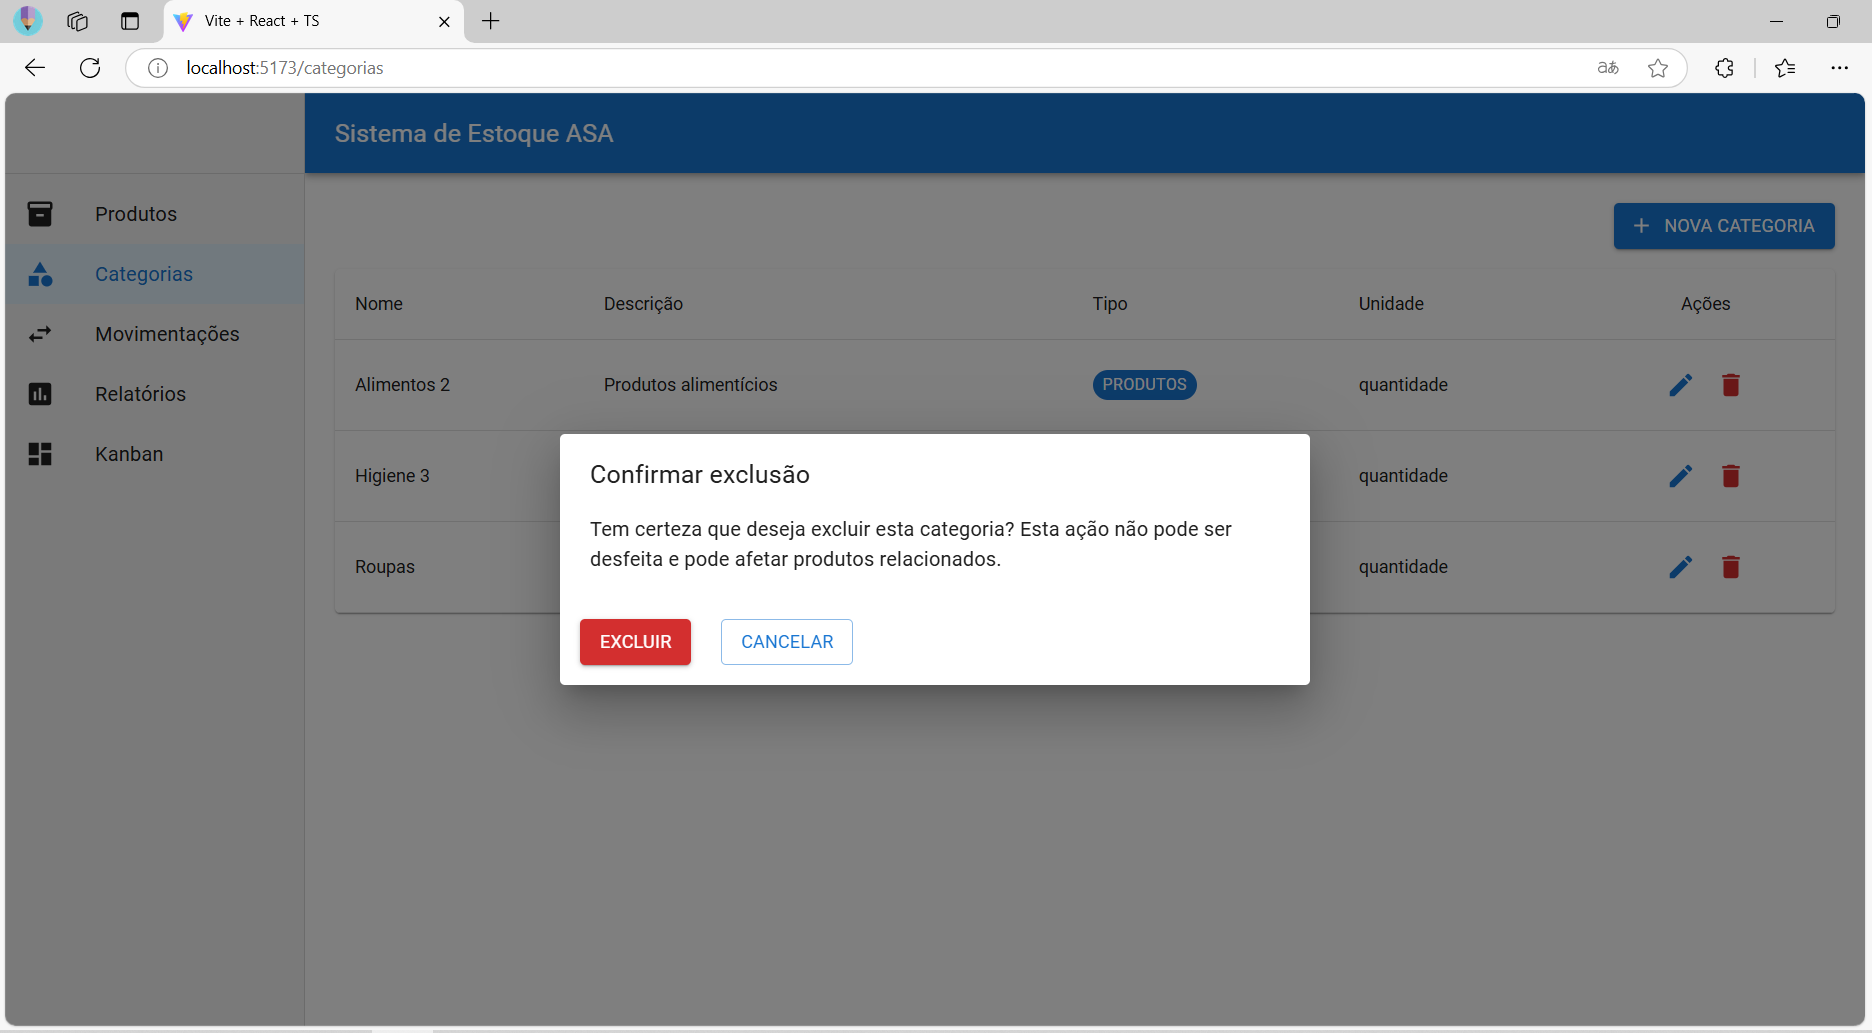 Vite + React + TS
localhost:5173/categorias
aあ
Sistema de Estoque ASA
Produtos
Categorias
Movimentações
Relatórios
Kanban
NOVA CATEGORIA
Nome Descrição Tipo Unidade Ações
Alimentos 2 Produtos alimentícios PRODUTOS quantidade
Higiene 3 quantidade
Roupas quantidade
Confirmar exclusão
Tem certeza que deseja excluir esta categoria? Esta ação não pode ser
desfeita e pode afetar produtos relacionados.
EXCLUIR CANCELAR